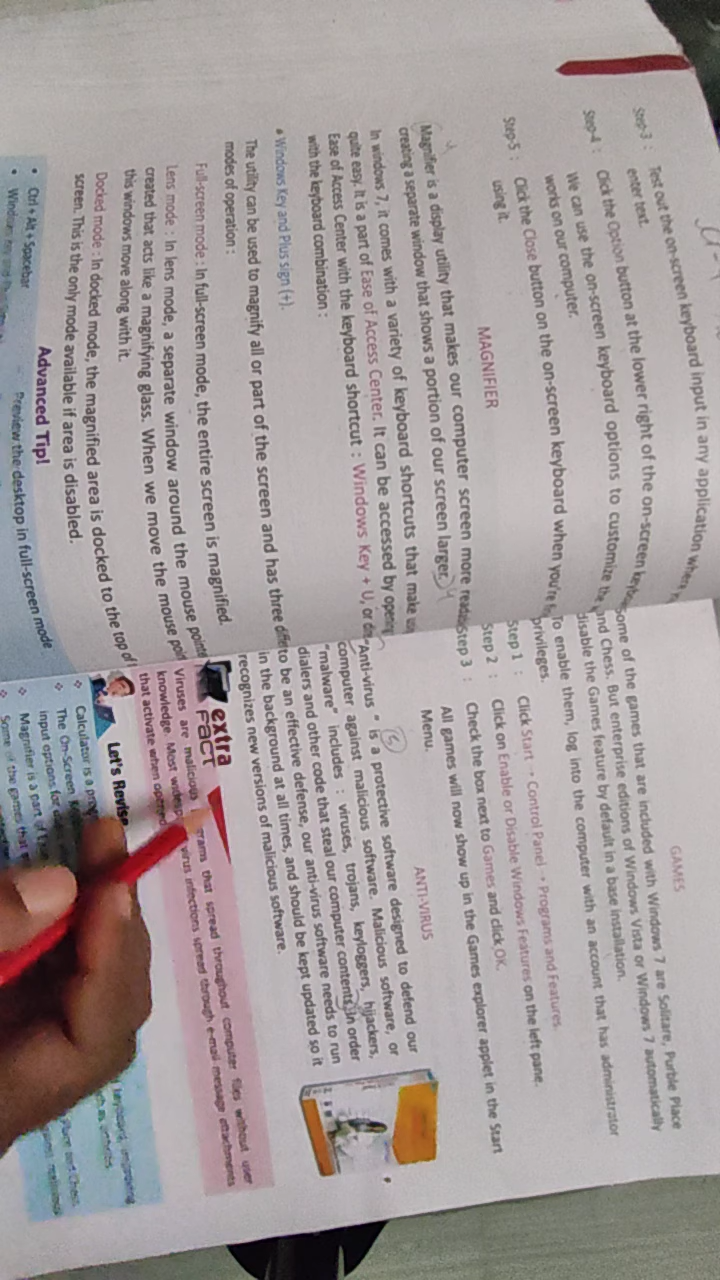 Step-3 : Test out the on-screen keyboard input in any application where
enter text.
Step-4 : Click the Option button at the lower right of the on-screen
We can use the on-screen keyboard options to customize the
works on our computer.
Step-5 : Click the Close button on the on-screen keyboard when you're
using it.
MAGNIFIER
Magnifier is a display utility that makes our computer screen more
creating a separate window that shows a portion of our screen larger.
In windows 7, it comes with a variety of keyboard shortcuts that make
quite easy. It is a part of Ease of Access Center. It can be accessed by
Ease of Access Center with the keyboard shortcut : Windows Key + U, or
with the keyboard combination :
• Windows Key and Plus sign (+).
The utility can be used to magnify all or part of the screen and has three
modes of operation :
Full-screen mode : In full-screen mode, the entire screen is magnified.
Lens mode : In lens mode, a separate window around the mouse
created that acts like a magnifying glass. When we move the mouse
this windows move along with it.
Docked mode : In docked mode, the magnified area is docked to the top of
screen. This is the only mode available if area is disabled.
Advanced Tip!
• Ctrl + Alt + Spacebar Preview the desktop in full-screen mode
GAMES
Some of the games that are included with Windows 7 are Solitare, Purble Place
and Chess. But enterprise editions of Windows Vista or Windows 7 automatically
disable the Games feature by default in a base installation.
To enable them, log into the computer with an account that has administrator
privileges.
Step 1 : Click Start → Control Panel → Programs and Features.
Step 2 : Click on Enable or Disable Windows Features on the left pane.
Step 3 : Check the box next to Games and click OK.
All games will now show up in the Games explorer applet in the Start
Menu.
ANTI-VIRUS
5
"Anti-virus " is a protective software designed to defend our
computer against malicious software. Malicious software, or
"malware" includes : viruses, trojans, keyloggers, hijackers,
dialers and other code that steal our computer contents. In order
to be an effective defense, our anti-virus software needs to run
in the background at all times, and should be kept updated so it
recognizes new versions of malicious software.
extra
Fact
Viruses are malicious that spread throughout computer files without user
knowledge. Most virus infections spread through e-mail message attachments
that activate when opened
Let's Revise
❖ Calculator is a
❖ The On-Screen
input options for
❖ Magnifier is a part of
❖ Some of the games that